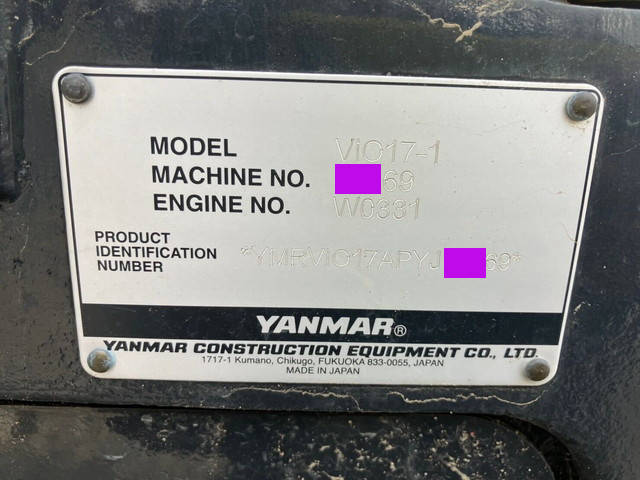 MODEL ViO17-1
MACHINE NO. 69
ENGINE NO. W0331
PRODUCT
IDENTIFICATION
NUMBER *YMRVIO17APYJ 69*
YANMAR®
YANMAR CONSTRUCTION EQUIPMENT CO., LTD.
1717-1 Kumano, Chikugo, FUKUOKA 833-0055, JAPAN
MADE IN JAPAN